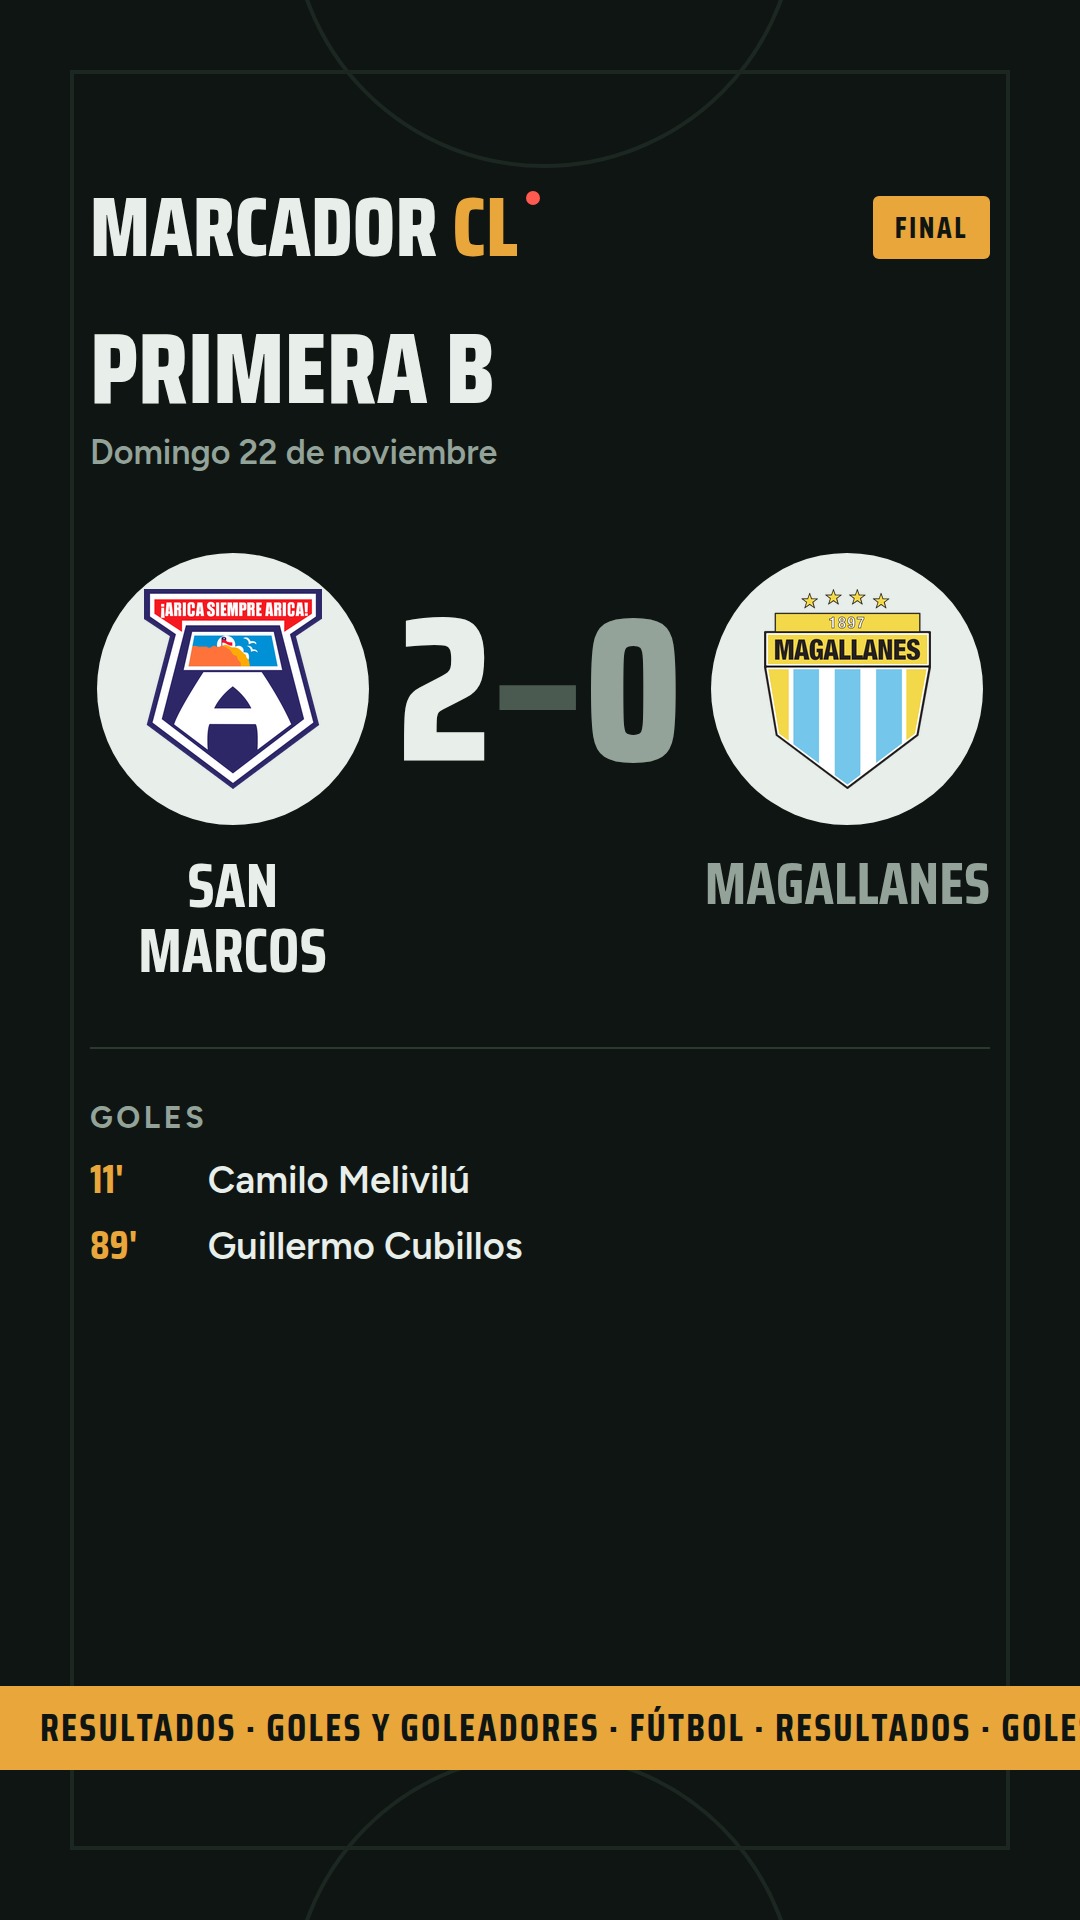 MARCADOR CL
FINAL
PRIMERA B
Domingo 22 de noviembre
¡ARICA SIEMPRE ARICA!
A
2–0
1897
MAGALLANES
SAN
MARCOS
MAGALLANES
GOLES
11' Camilo Melivilú
89' Guillermo Cubillos
RESULTADOS · GOLES Y GOLEADORES · FÚTBOL · RESULTADOS · GOLES